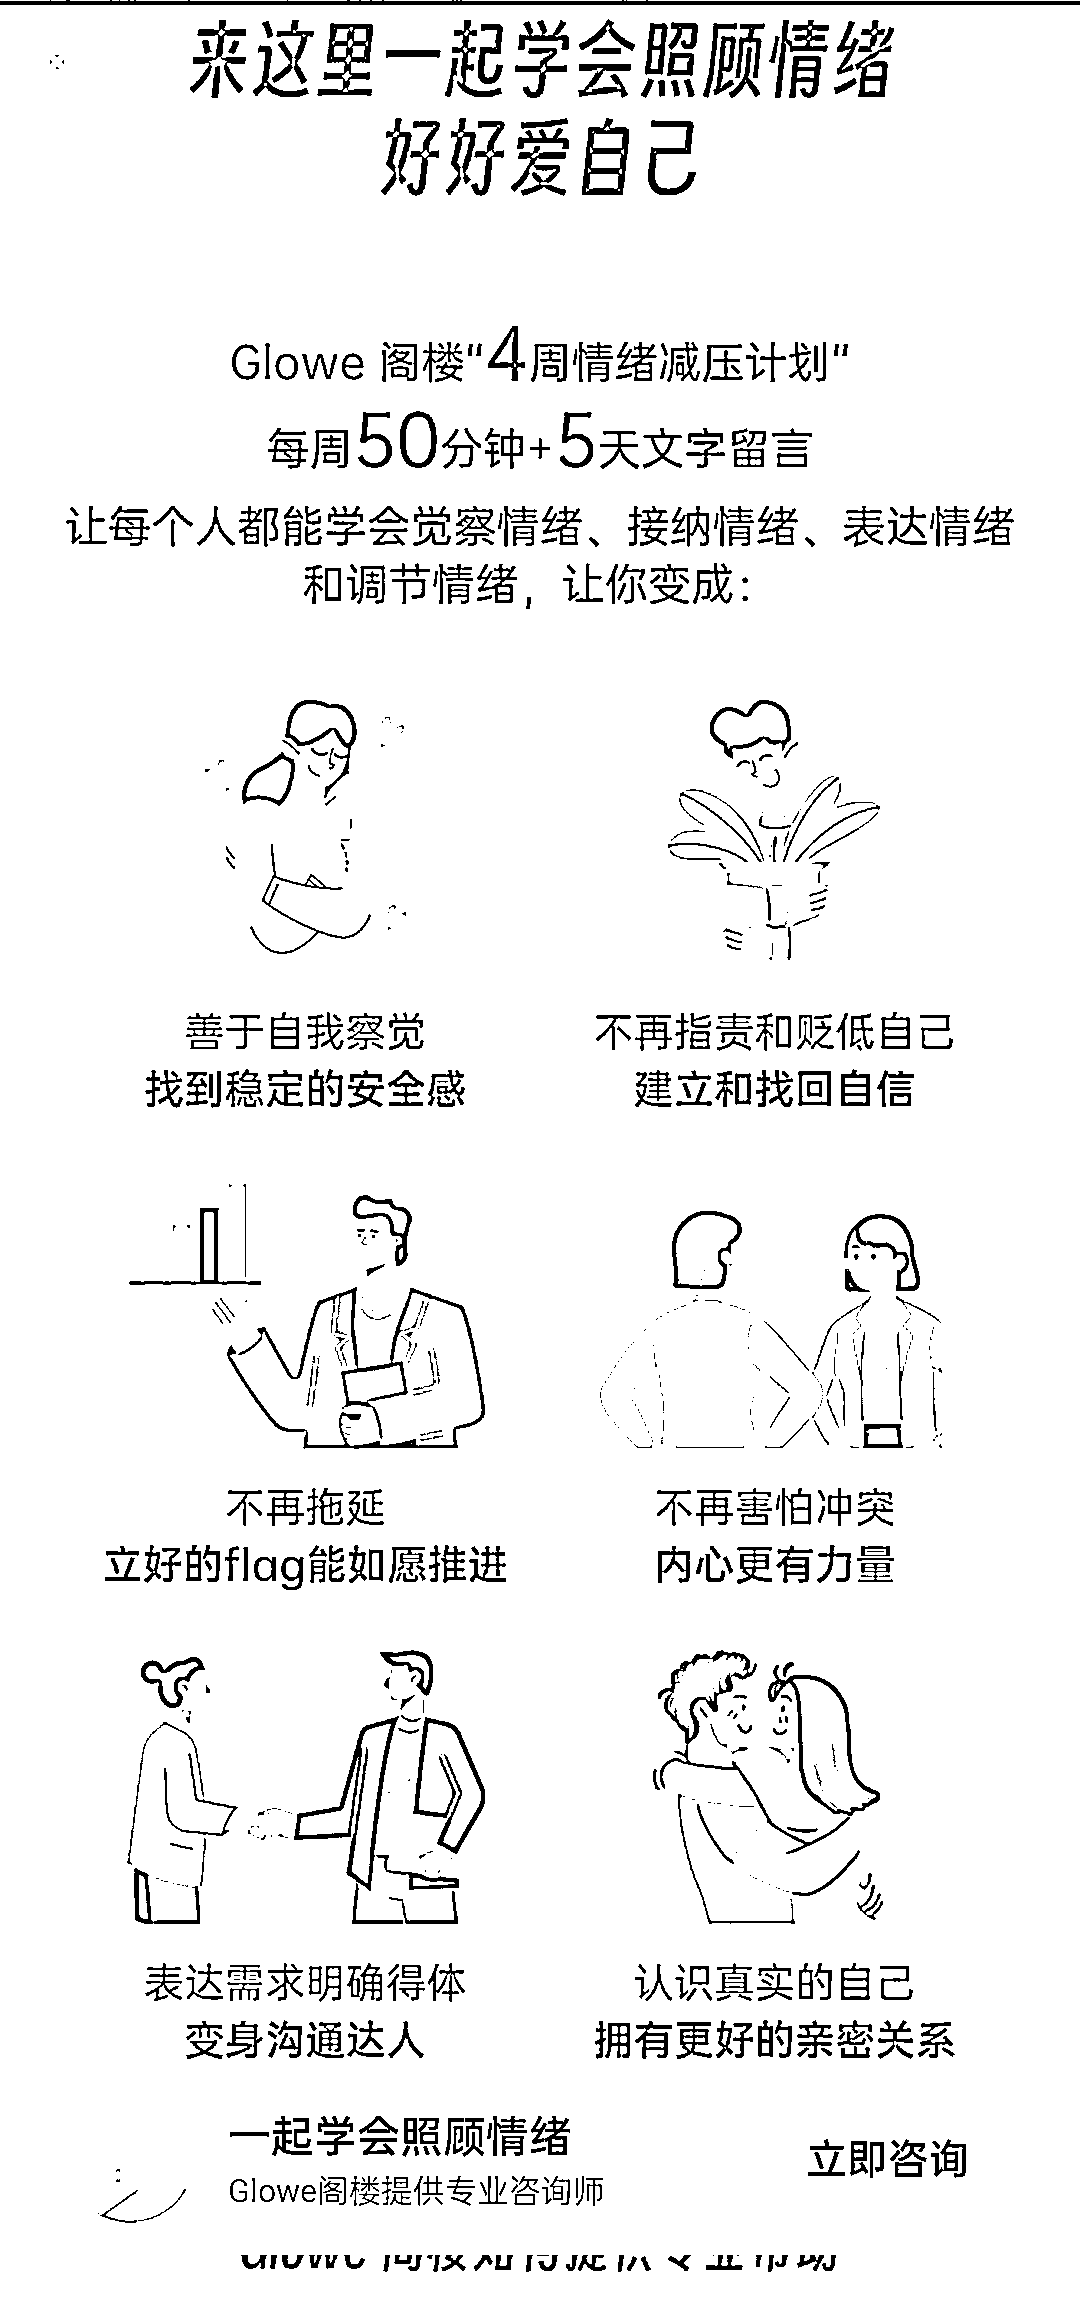 来这里一起学会照顾情绪
好好爱自己
Glowe 阁楼“4周情绪减压计划”
每周50分钟+5天文字留言
让每个人都能学会觉察情绪、接纳情绪、表达情绪
和调节情绪，让你变成：
善于自我察觉
找到稳定的安全感
不再指责和贬低自己
建立和找回自信
不再拖延
立好的flag能如愿推进
不再害怕冲突
内心更有力量
表达需求明确得体
变身沟通达人
认识真实的自己
拥有更好的亲密关系
一起学会照顾情绪
Glowe阁楼提供专业咨询师
立即咨询